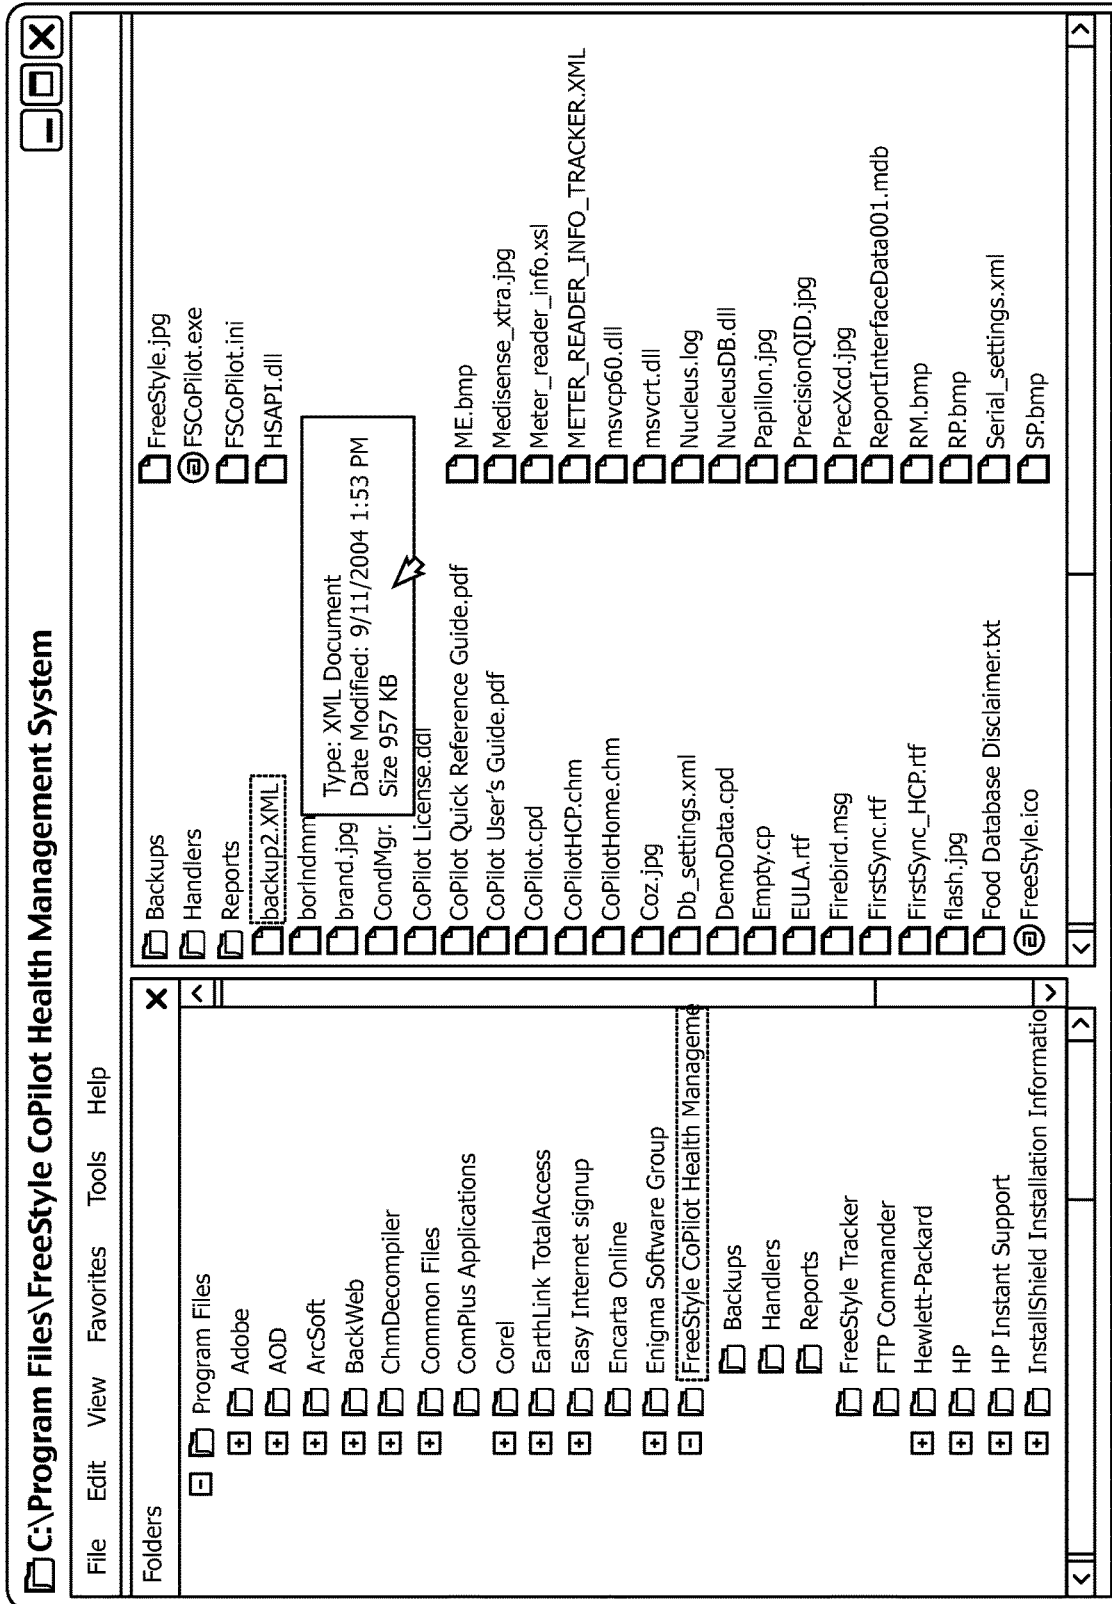 C:\Program Files\FreeStyle CoPilot Health Management System
File Edit View Favorites Tools Help
Folders
Program Files
Adobe
AOD
ArcSoft
BackWeb
ChmDecompiler
Common Files
ComPlus Applications
Corel
EarthLink TotalAccess
Easy Internet signup
Encarta Online
Enigma Software Group
FreeStyle CoPilot Health Manageme
Backups
Handlers
Reports
FreeStyle Tracker
FTP Commander
Hewlett-Packard
HP
HP Instant Support
InstallShield Installation Informatio
Backups
Handlers
Reports
backup2.XML
borlndmm
brand.jpg
CondMgr.
CoPilot License.ddl
CoPilot Quick Reference Guide.pdf
CoPilot User's Guide.pdf
CoPilot.cpd
CoPilotHCP.chm
CoPilotHome.chm
Coz.jpg
Db_settings.xml
DemoData.cpd
Empty.cp
EULA.rtf
Firebird.msg
FirstSync.rtf
FirstSync_HCP.rtf
flash.jpg
Food Database Disclaimer.txt
FreeStyle.ico
Type: XML Document
Date Modified: 9/11/2004 1:53 PM
Size 957 KB
FreeStyle.jpg
FSCoPilot.exe
FSCoPilot.ini
HSAPI.dll
ME.bmp
Medisense_xtra.jpg
Meter_reader_info.xsl
METER_READER_INFO_TRACKER.XML
msvcp60.dll
msvcrt.dll
Nucleus.log
NucleusDB.dll
Papillon.jpg
PrecisionQID.jpg
PrecXcd.jpg
ReportInterfaceData001.mdb
RM.bmp
RP.bmp
Serial_settings.xml
SP.bmp